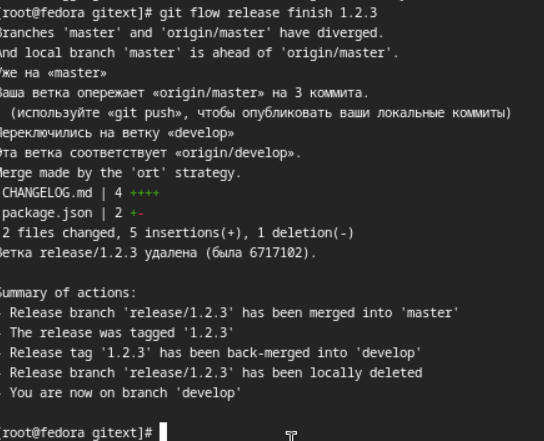 [root@fedora gitext]# git flow release finish 1.2.3
Branches 'master' and 'origin/master' have diverged.
And local branch 'master' is ahead of 'origin/master'.
Уже на «master»
Ваша ветка опережает «origin/master» на 3 коммита.
(используйте «git push», чтобы опубликовать ваши локальные коммиты)
Переключились на ветку «develop»
Эта ветка соответствует «origin/develop».
Merge made by the 'ort' strategy.
CHANGELOG.md | 4 ++++
package.json | 2 +-
2 files changed, 5 insertions(+), 1 deletion(-)
Ветка release/1.2.3 удалена (была 6717102).
Summary of actions:
- Release branch 'release/1.2.3' has been merged into 'master'
- The release was tagged '1.2.3'
- Release tag '1.2.3' has been back-merged into 'develop'
- Release branch 'release/1.2.3' has been locally deleted
- You are now on branch 'develop'
[root@fedora gitext]#